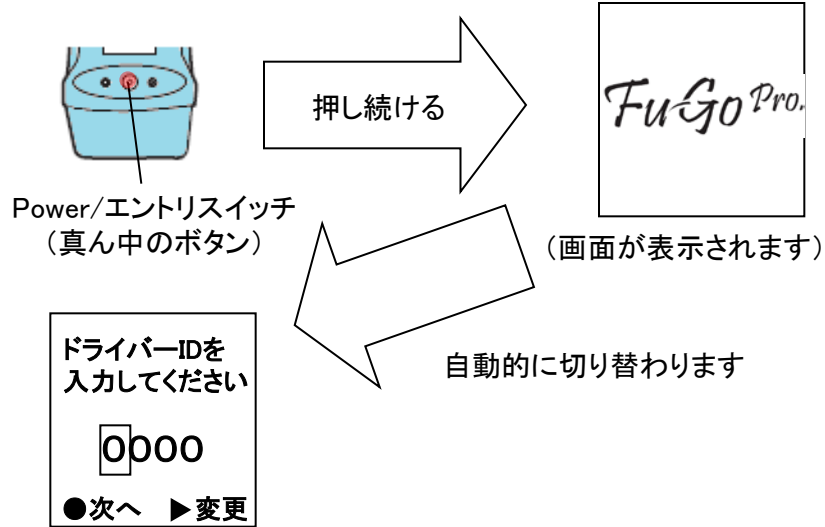 押し続ける
FuGo Pro.
Power/エントリスイッチ
（真ん中のボタン）
（画面が表示されます）
自動的に切り替わります
ドライバーIDを
入力してください
0000
●次へ ▶変更